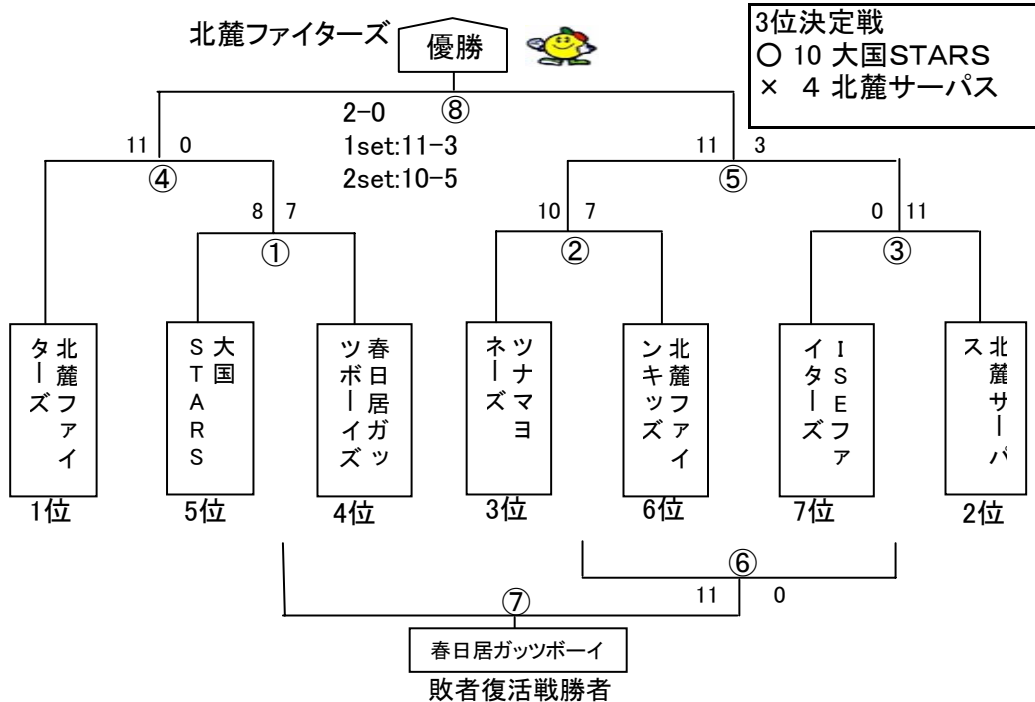 北麓ファイターズ
優勝
3位決定戦
○ 10 大国STARS
× 4 北麓サーパス
⑧
2-0
1set:11-3
2set:10-5
11 0
④
11 3
⑤
8 7
①
10 7
②
0 11
③
北麓ファイターズ
大国STARS
春日居ガッツボーイズ
ツナマヨネーズ
北麓ファインキッズ
ISEファイターズ
北麓サーパス
1位
5位
4位
3位
6位
7位
2位
⑥
11 0
⑦
春日居ガッツボーイ
敗者復活戦勝者